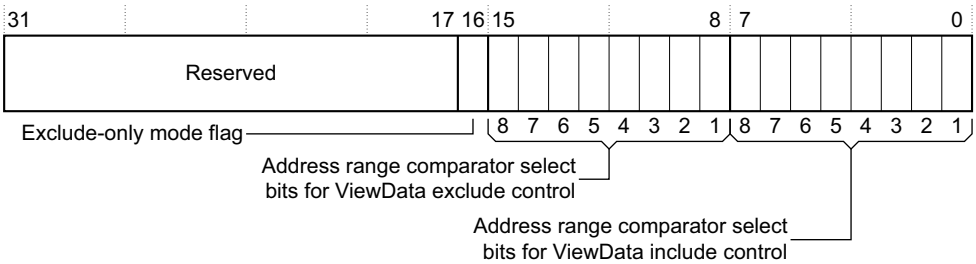 31 17 16 15 8 7 0
Reserved
Exclude-only mode flag
8 7 6 5 4 3 2 1 8 7 6 5 4 3 2 1
Address range comparator select
bits for ViewData exclude control
Address range comparator select
bits for ViewData include control